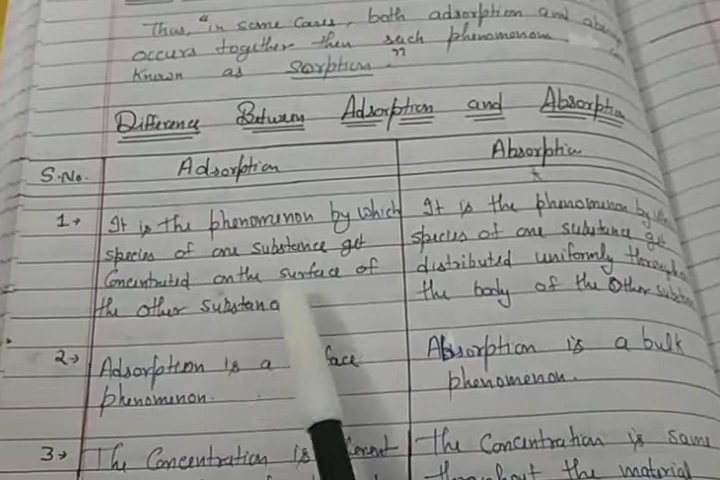 Thus, "in some cases, both adsorption and
occurs together then such phenomenon
known as sorption."
Difference Between Adsorption and
S.No. Adsorption Absorption
1→ It is the phenomenon by which It is the phenomenon by
species of one substance get species of one substance get
Concentrated on the surface of distributed uniformly
the other the body of the Other
2→ Adsorption is a Absorption is a bulk
phenomenon. phenomenon.
3→ The Concentration is The Concentration is same
the material